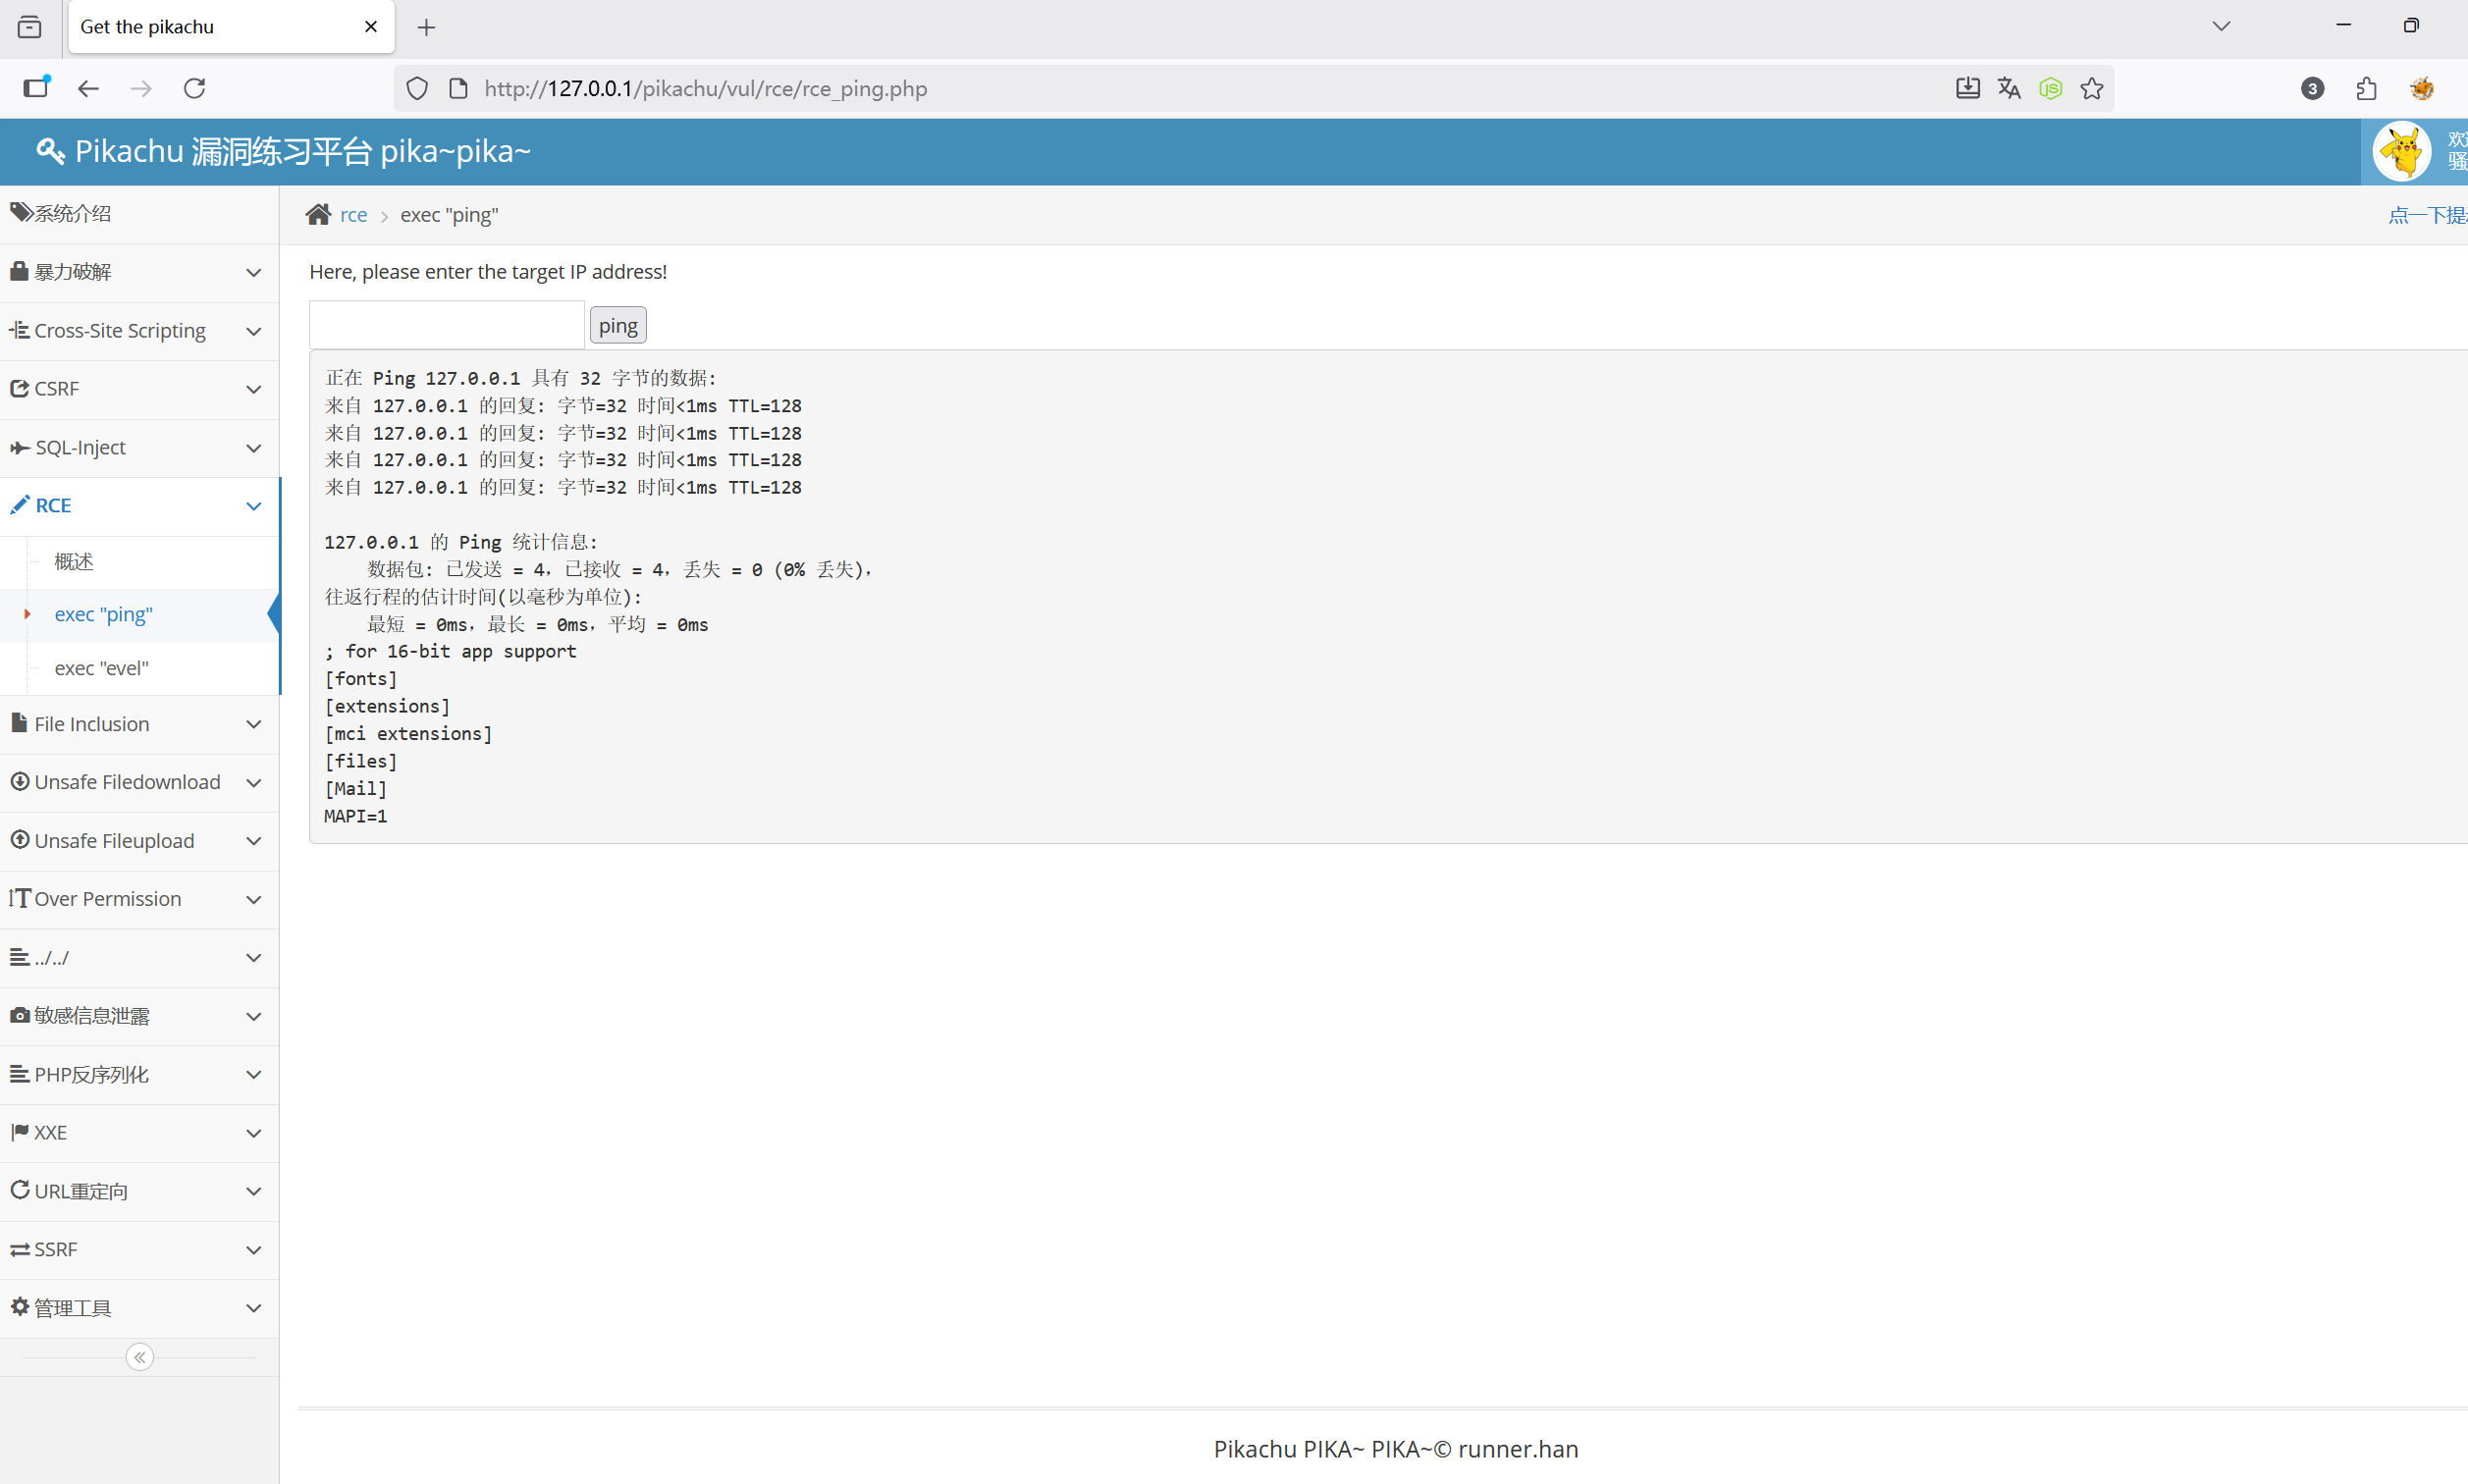 Get the pikachu
http://127.0.0.1/pikachu/vul/rce/rce_ping.php
3
Pikachu 漏洞练习平台 pika~pika~
欢
骚
系统介绍
rce
exec "ping"
点一下提
暴力破解
Here, please enter the target IP address!
Cross-Site Scripting
ping
CSRF
正在 Ping 127.0.0.1 具有 32 字节的数据:
来自 127.0.0.1 的回复: 字节=32 时间<1ms TTL=128
来自 127.0.0.1 的回复: 字节=32 时间<1ms TTL=128
来自 127.0.0.1 的回复: 字节=32 时间<1ms TTL=128
来自 127.0.0.1 的回复: 字节=32 时间<1ms TTL=128
127.0.0.1 的 Ping 统计信息:
数据包: 已发送 = 4，已接收 = 4，丢失 = 0 (0% 丢失)，
往返行程的估计时间(以毫秒为单位):
最短 = 0ms，最长 = 0ms，平均 = 0ms
; for 16-bit app support
[fonts]
[extensions]
[mci extensions]
[files]
[Mail]
MAPI=1
SQL-Inject
RCE
概述
exec "ping"
exec "evel"
File Inclusion
Unsafe Filedownload
Unsafe Fileupload
Over Permission
../../
敏感信息泄露
PHP反序列化
XXE
URL重定向
SSRF
管理工具
Pikachu PIKA~ PIKA~© runner.han